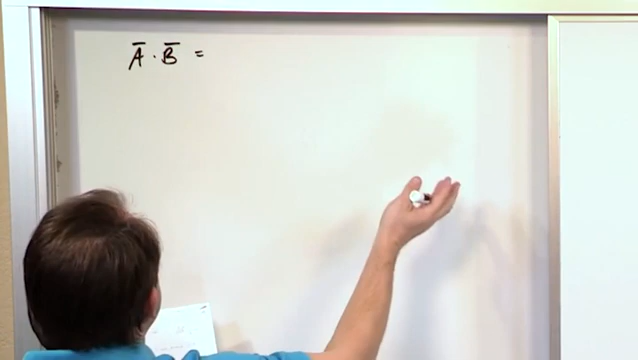 A̅ · B̅ =